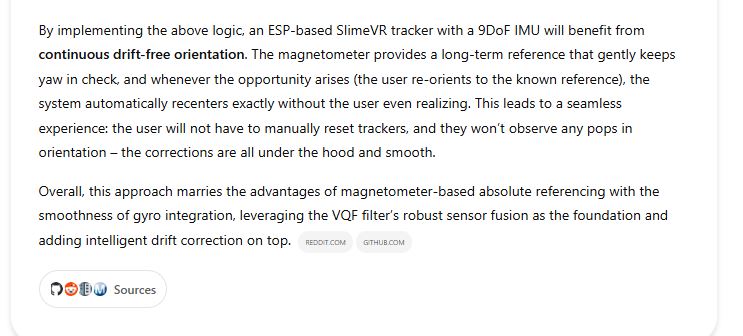 By implementing the above logic, an ESP-based SlimeVR tracker with a 9DoF IMU will benefit from
continuous drift-free orientation. The magnetometer provides a long-term reference that gently keeps
yaw in check, and whenever the opportunity arises (the user re-orients to the known reference), the
system automatically recenters exactly without the user even realizing. This leads to a seamless
experience: the user will not have to manually reset trackers, and they won't observe any pops in
orientation – the corrections are all under the hood and smooth.
Overall, this approach marries the advantages of magnetometer-based absolute referencing with the
smoothness of gyro integration, leveraging the VQF filter's robust sensor fusion as the foundation and
adding intelligent drift correction on top. REDDIT.COM GITHUB.COM
Sources